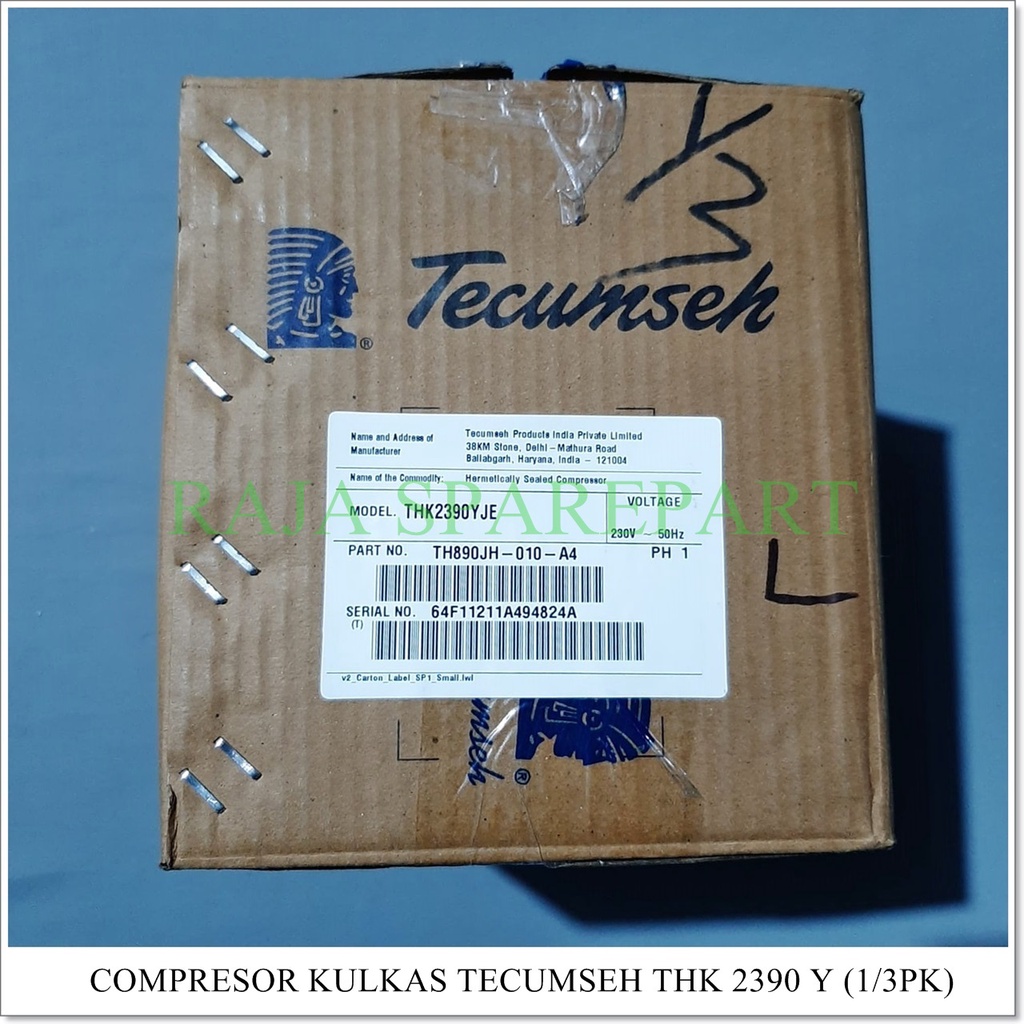 Y
3
Tecumseh
®
Name and Address of Manufacturer
Tecumseh Products India Private Limited
38KM Stone, Delhi-Mathura Road
Ballabgarh, Haryana, India - 121004
Name of the Commodity: Hermetically Sealed Compressor
RAJA SPAREPART
MODEL. THK2390YJE
VOLTAGE
230V ~ 50Hz
PART NO. TH890JH-010-A4
PH 1
L
SERIAL NO. 64F11211A494824A
(T)
v2_Carton_Label_SP1_Small.lwl
mseh
®
COMPRESOR KULKAS TECUMSEH THK 2390 Y (1/3PK)